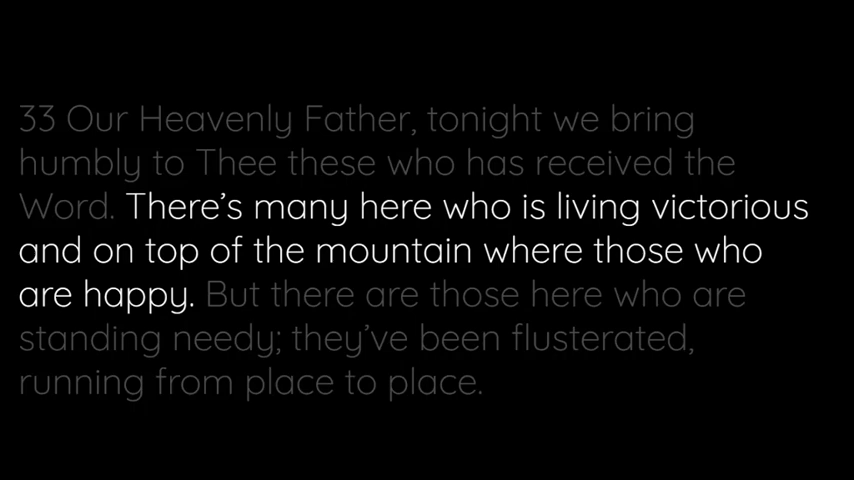 33 Our Heavenly Father, tonight we bring
humbly to Thee these who has received the
Word. There’s many here who is living victorious
and on top of the mountain where those who
are happy. But there are those here who are
standing needy; they’ve been flusterated,
running from place to place.